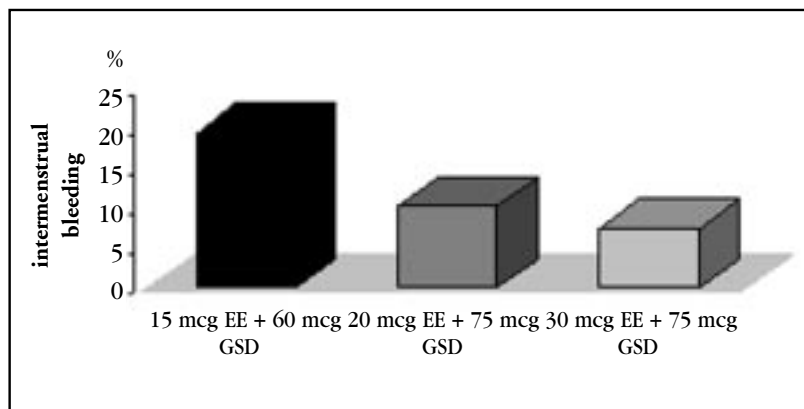 %
25
20
15
10
5
0
intermenstrual
bleeding
15 mcg EE + 60 mcg 20 mcg EE + 75 mcg 30 mcg EE + 75 mcg
GSD GSD GSD